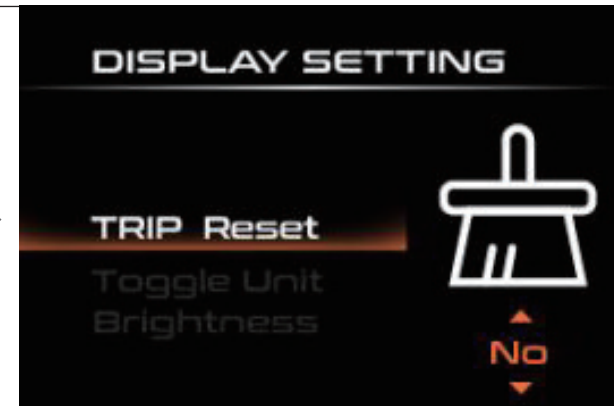 DISPLAY SETTING
TRIP Reset
Toggle Unit
Brightness
No